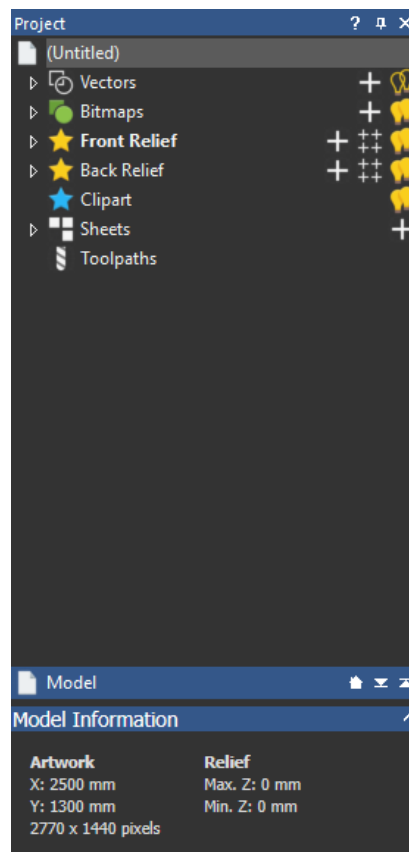 Project ?
(Untitled)
Vectors
Bitmaps
Front Relief
Back Relief
Clipart
Sheets
Toolpaths
Model
Model Information
Artwork Relief
X: 2500 mm Max. Z: 0 mm
Y: 1300 mm Min. Z: 0 mm
2770 x 1440 pixels